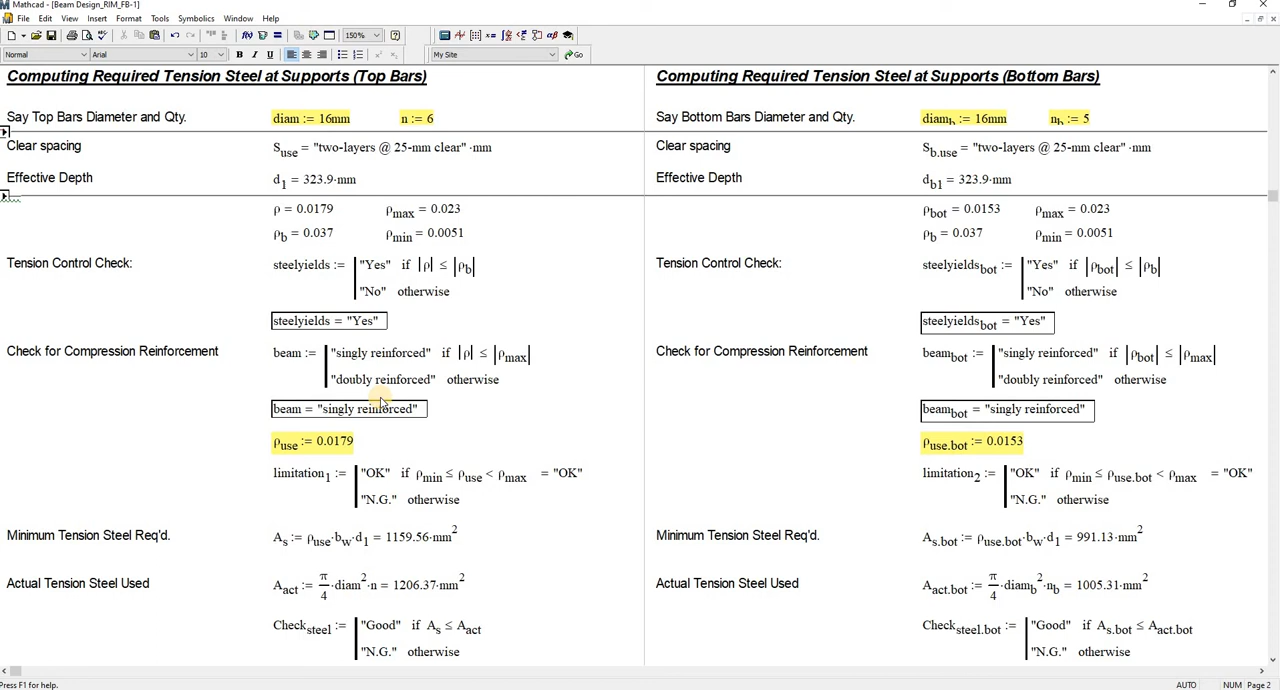 Mathcad - [Beam Design_RIM_FB-1]
File Edit View Insert Format Tools Symbolics Window Help
150%
Normal Arial 10 B I U My Site Go
Computing Required Tension Steel at Supports (Top Bars)
Say Top Bars Diameter and Qty. diam := 16mm n := 6
Clear spacing S_use = "two-layers @ 25-mm clear" ·mm
Effective Depth d_1 = 323.9·mm
ρ = 0.0179 ρ_max = 0.023
ρ_b = 0.037 ρ_min = 0.0051
Tension Control Check: steelyields := "Yes" if |ρ| ≤ |ρ_b|
"No" otherwise
steelyields = "Yes"
Check for Compression Reinforcement beam := "singly reinforced" if |ρ| ≤ |ρ_max|
"doubly reinforced" otherwise
beam = "singly reinforced"
ρ_use := 0.0179
limitation_1 := "OK" if ρ_min ≤ ρ_use < ρ_max = "OK"
"N.G." otherwise
Minimum Tension Steel Req'd. A_s := ρ_use·b_w·d_1 = 1159.56·mm²
Actual Tension Steel Used A_act := π/4·diam²·n = 1206.37·mm²
Check_steel := "Good" if A_s ≤ A_act
"N.G." otherwise
Computing Required Tension Steel at Supports (Bottom Bars)
Say Bottom Bars Diameter and Qty. diam_b := 16mm n_b := 5
Clear spacing S_b.use = "two-layers @ 25-mm clear" ·mm
Effective Depth d_b1 = 323.9·mm
ρ_bot = 0.0153 ρ_max = 0.023
ρ_b = 0.037 ρ_min = 0.0051
Tension Control Check: steelyields_bot := "Yes" if |ρ_bot| ≤ |ρ_b|
"No" otherwise
steelyields_bot = "Yes"
Check for Compression Reinforcement beam_bot := "singly reinforced" if |ρ_bot| ≤ |ρ_max|
"doubly reinforced" otherwise
beam_bot = "singly reinforced"
ρ_use.bot := 0.0153
limitation_2 := "OK" if ρ_min ≤ ρ_use.bot < ρ_max = "OK"
"N.G." otherwise
Minimum Tension Steel Req'd. A_s.bot := ρ_use.bot·b_w·d_1 = 991.13·mm²
Actual Tension Steel Used A_act.bot := π/4·diam_b²·n_b = 1005.31·mm²
Check_steel.bot := "Good" if A_s.bot ≤ A_act.bot
"N.G." otherwise
Press F1 for help. AUTO NUM Page 2